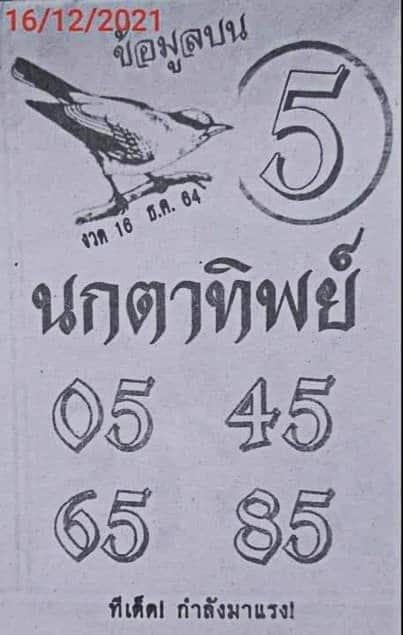 16/12/2021
ข้อมูลบน
5
งวด 16 ธ.ค. 64
นกตาทิพย์
05 45
65 85
ทีเด็ด! กำลังมาแรง!